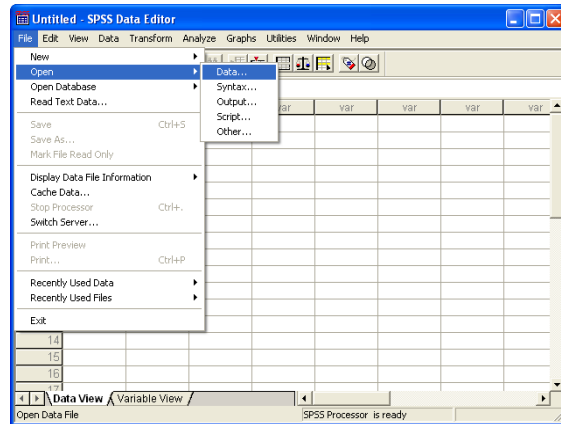 Untitled - SPSS Data Editor
File Edit View Data Transform Analyze Graphs Utilities Window Help
New
Open
Data...
Open Database
Syntax...
Read Text Data...
Output...
Script...
Other...
var var var var var
Save Ctrl+S
Save As...
Mark File Read Only
Display Data File Information
Cache Data...
Stop Processor Ctrl+.
Switch Server...
Print Preview
Print... Ctrl+P
Recently Used Data
Recently Used Files
Exit
14
15
16
17
Data View Variable View
Open Data File SPSS Processor is ready